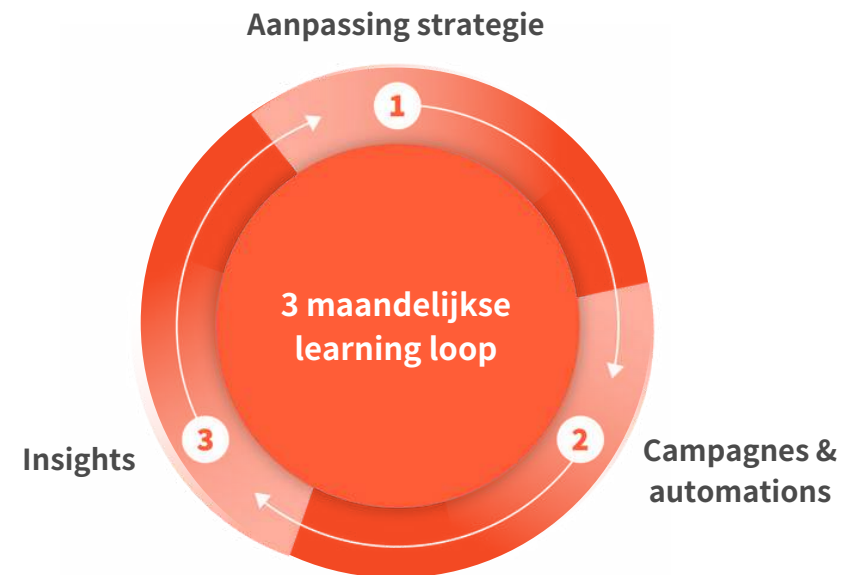 Aanpassing strategie
1
3 maandelijkse
learning loop
3
2
Insights
Campagnes &
automations